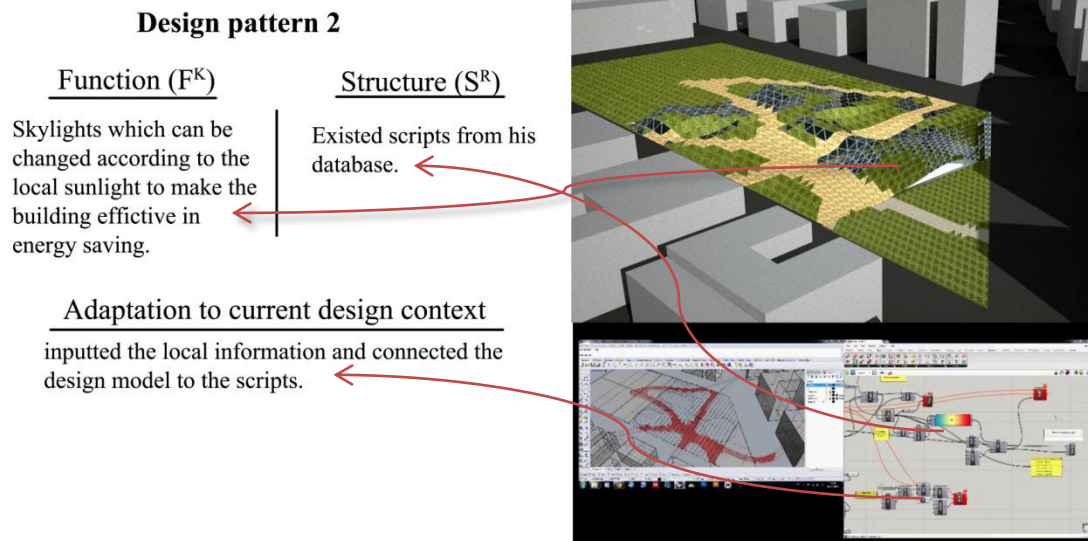 Design pattern 2
Function (Fᴷ)
Skylights which can be
changed according to the
local sunlight to make the
building effictive in
energy saving.
Structure (Sᴿ)
Existed scripts from his
database.
Adaptation to current design context
inputted the local information and connected the
design model to the scripts.